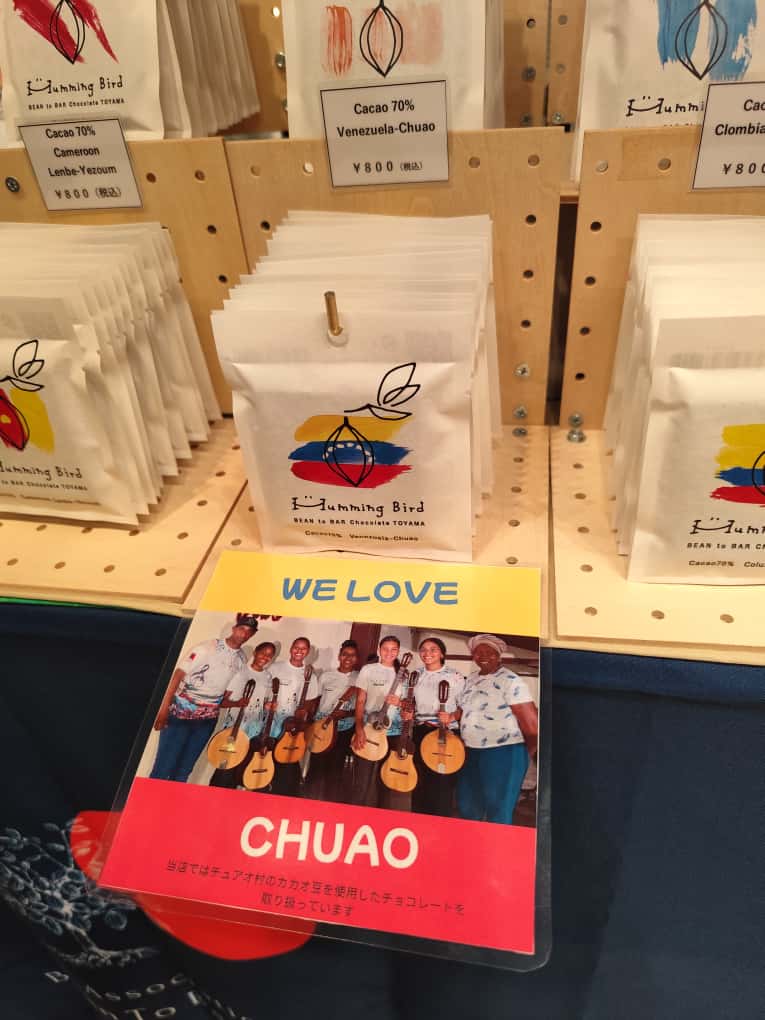 Humming Bird
BEAN to BAR Chocolate TOYAMA
Cacao 70%
Cameroon
Lenbe-Yezoum
¥800 (税込)
Cacao 70%
Venezuela-Chuao
¥800 (税込)
Humming
Clombia
¥800
Humming Bird
Humming Bird
BEAN to BAR Chocolate TOYAMA
Cacao70% Venezuela-Chuao
Humming
BEAN to BAR
Cacao70%
WE LOVE
CHUAO
当店ではチュアオ村のカカオ豆を使用したチョコレートを
取り扱っています